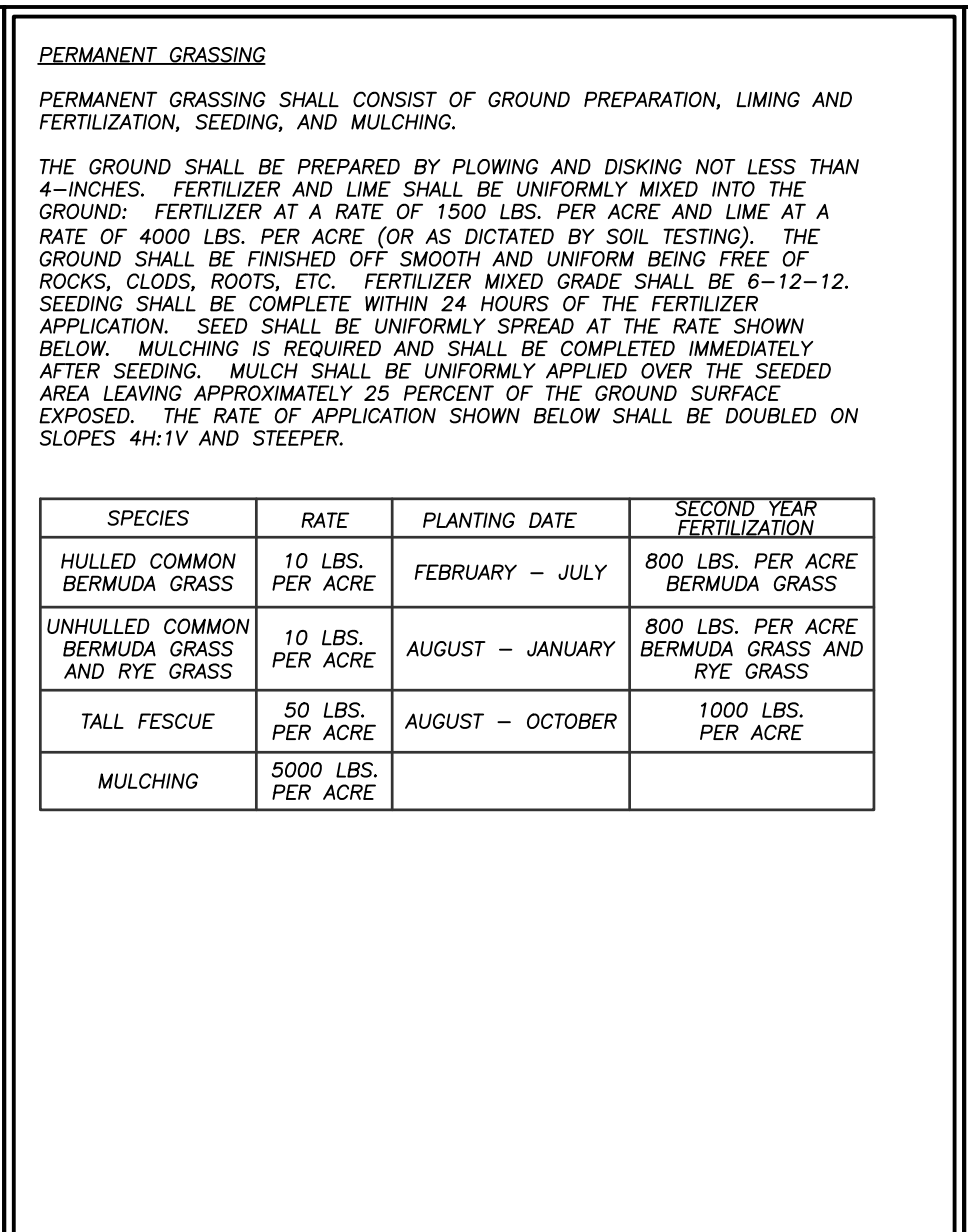 PERMANENT GRASSING
PERMANENT GRASSING SHALL CONSIST OF GROUND PREPARATION, LIMING AND
FERTILIZATION, SEEDING, AND MULCHING.
THE GROUND SHALL BE PREPARED BY PLOWING AND DISKING NOT LESS THAN
4-INCHES. FERTILIZER AND LIME SHALL BE UNIFORMLY MIXED INTO THE
GROUND: FERTILIZER AT A RATE OF 1500 LBS. PER ACRE AND LIME AT A
RATE OF 4000 LBS. PER ACRE (OR AS DICTATED BY SOIL TESTING). THE
GROUND SHALL BE FINISHED OFF SMOOTH AND UNIFORM BEING FREE OF
ROCKS, CLODS, ROOTS, ETC. FERTILIZER MIXED GRADE SHALL BE 6-12-12.
SEEDING SHALL BE COMPLETE WITHIN 24 HOURS OF THE FERTILIZER
APPLICATION. SEED SHALL BE UNIFORMLY SPREAD AT THE RATE SHOWN
BELOW. MULCHING IS REQUIRED AND SHALL BE COMPLETED IMMEDIATELY
AFTER SEEDING. MULCH SHALL BE UNIFORMLY APPLIED OVER THE SEEDED
AREA LEAVING APPROXIMATELY 25 PERCENT OF THE GROUND SURFACE
EXPOSED. THE RATE OF APPLICATION SHOWN BELOW SHALL BE DOUBLED ON
SLOPES 4H:1V AND STEEPER.
SPECIES
RATE
PLANTING DATE
SECOND YEAR
FERTILIZATION
HULLED COMMON
BERMUDA GRASS
10 LBS.
PER ACRE
FEBRUARY - JULY
800 LBS. PER ACRE
BERMUDA GRASS
UNHULLED COMMON
BERMUDA GRASS
AND RYE GRASS
10 LBS.
PER ACRE
AUGUST - JANUARY
800 LBS. PER ACRE
BERMUDA GRASS AND
RYE GRASS
TALL FESCUE
50 LBS.
PER ACRE
AUGUST - OCTOBER
1000 LBS.
PER ACRE
MULCHING
5000 LBS.
PER ACRE